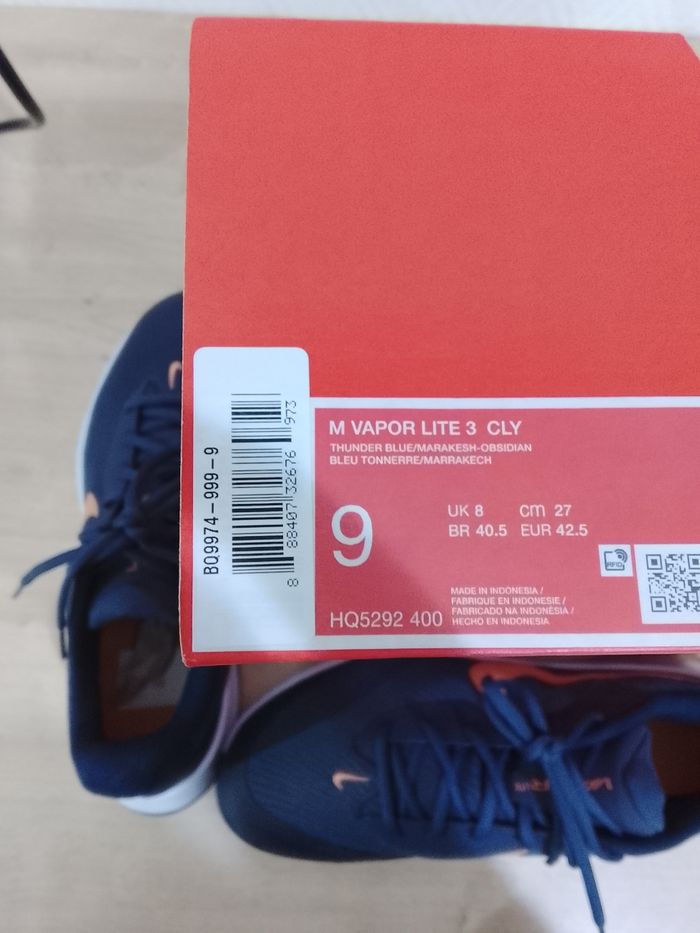 M VAPOR LITE 3 CLY
THUNDER BLUE/MARAKESH-OBSIDIAN
BLEU TONNERRE/MARRAKECH
9
UK 8 cm 27
BR 40.5 EUR 42.5
RFID
MADE IN INDONESIA /
FABRIQUE EN INDONESIE /
FABRICADO NA INDONÉSIA /
HECHO EN INDONESIA
HQ5292 400
BQ9974-999-9
8 88407 32676 973